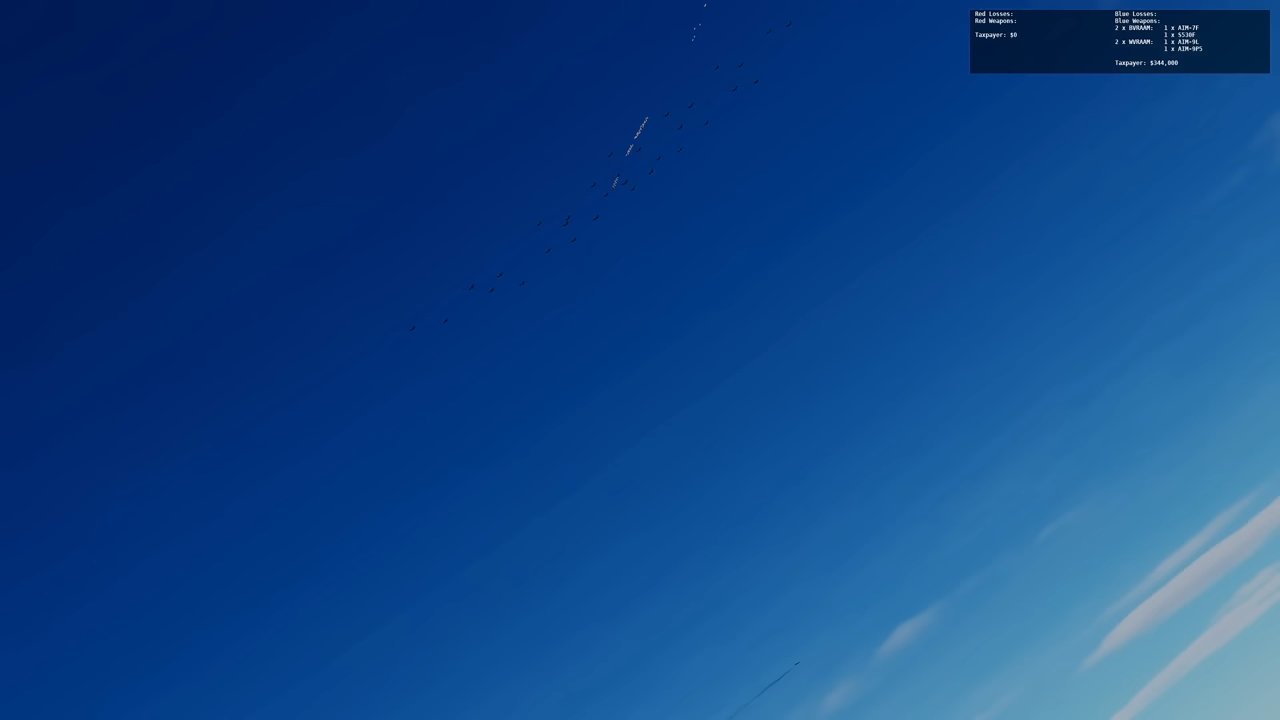 Red Losses:
Red Weapons:
Taxpayer: $0
Blue Losses:
Blue Weapons:
2 x BVRAAM: 1 x AIM-7F
1 x S530F
2 x WVRAAM: 1 x AIM-9L
1 x AIM-9P5
Taxpayer: $344,000